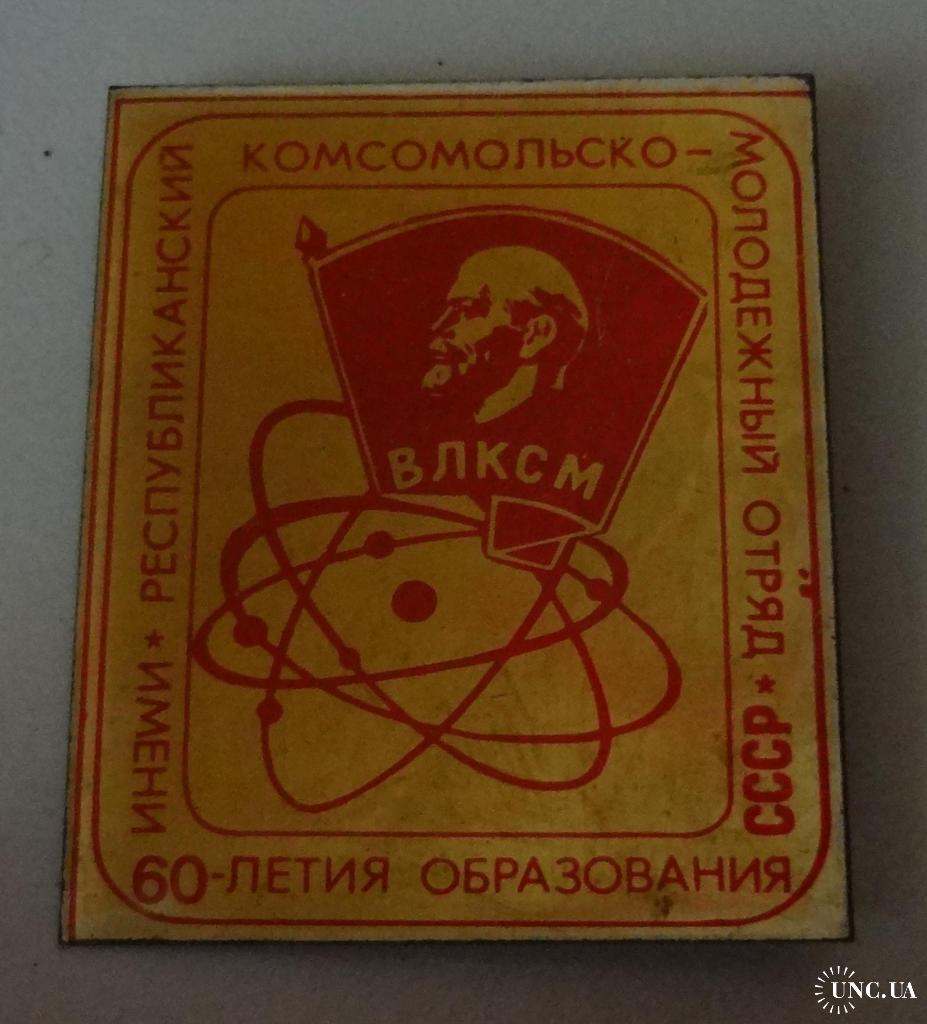 РЕСПУБЛИКАНСКИЙ
КОМСОМОЛЬСКО-
МОЛОДЕЖНЫЙ ОТРЯД *
ИМЕНИ *
60-ЛЕТИЯ ОБРАЗОВАНИЯ
СССР
ВЛКСМ
UNC.UA